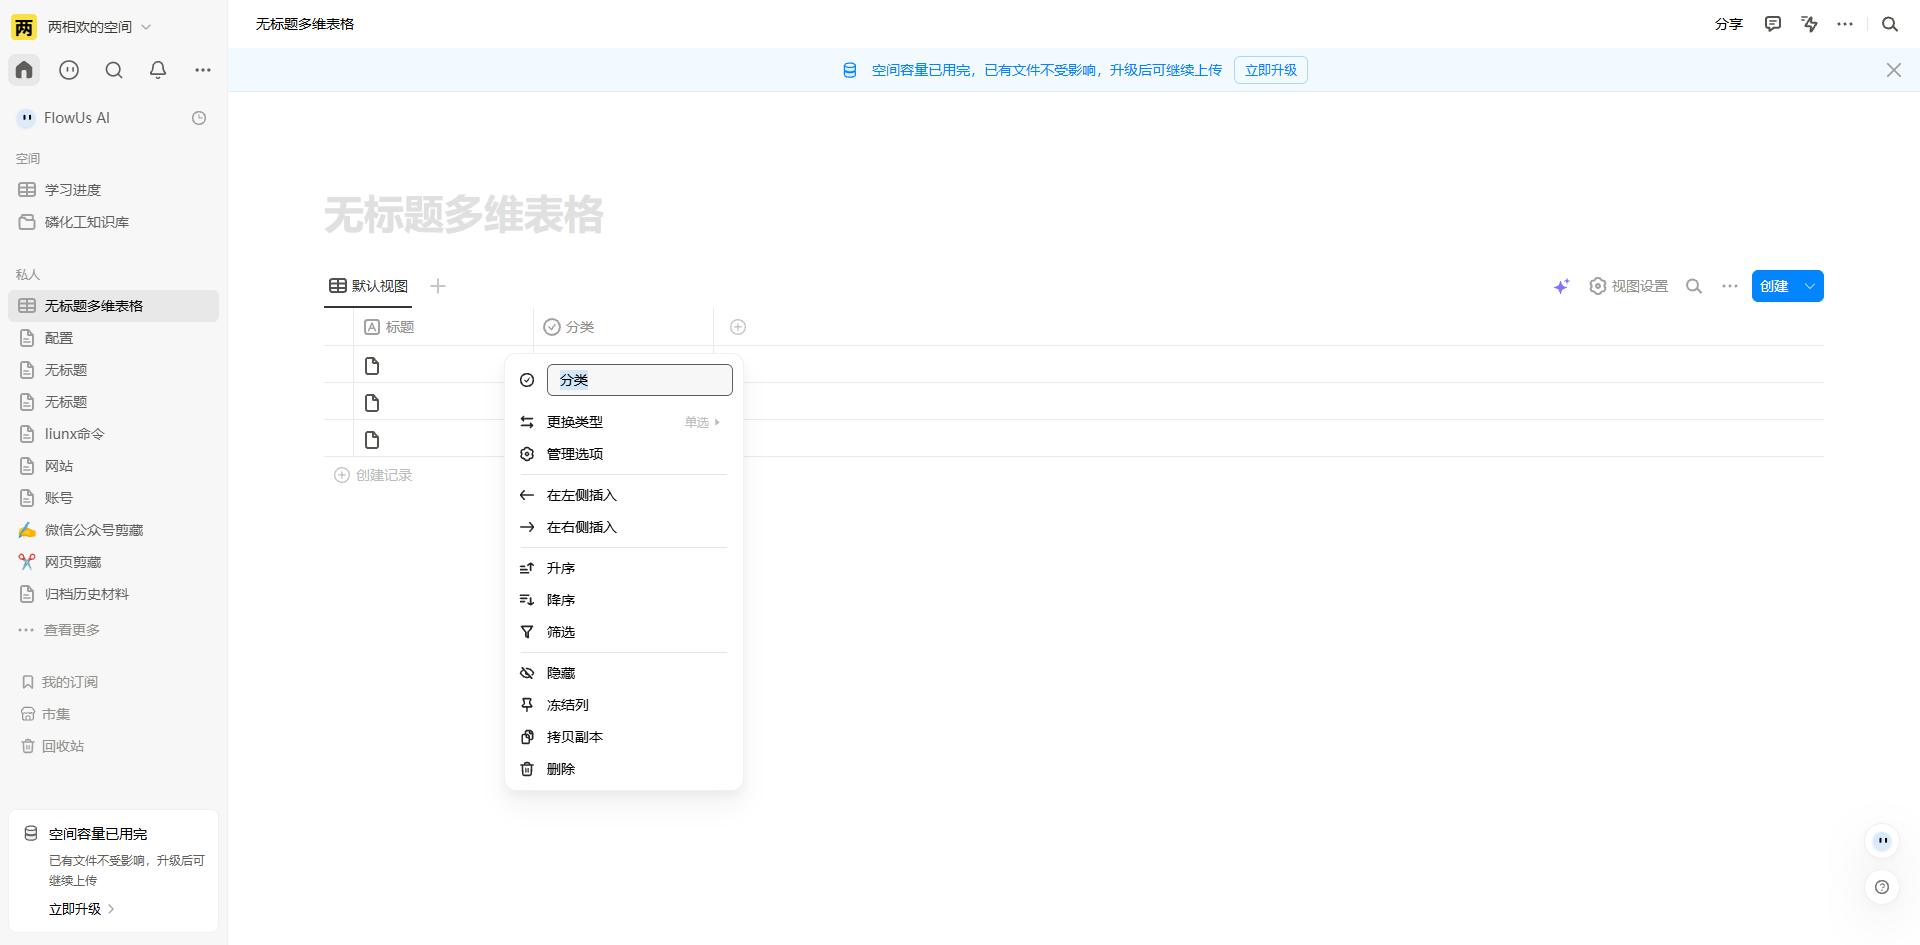 两 两相欢的空间
FlowUs AI
空间
学习进度
磷化工知识库
私人
无标题多维表格
配置
无标题
无标题
liunx命令
网站
账号
微信公众号剪藏
网页剪藏
归档历史材料
查看更多
我的订阅
市集
回收站
空间容量已用完
已有文件不受影响，升级后可
继续上传
立即升级
无标题多维表格
分享
空间容量已用完，已有文件不受影响，升级后可继续上传 立即升级
无标题多维表格
默认视图
视图设置
创建
标题 分类
分类
更换类型 单选
管理选项
在左侧插入
在右侧插入
升序
降序
筛选
隐藏
冻结列
拷贝副本
删除
创建记录